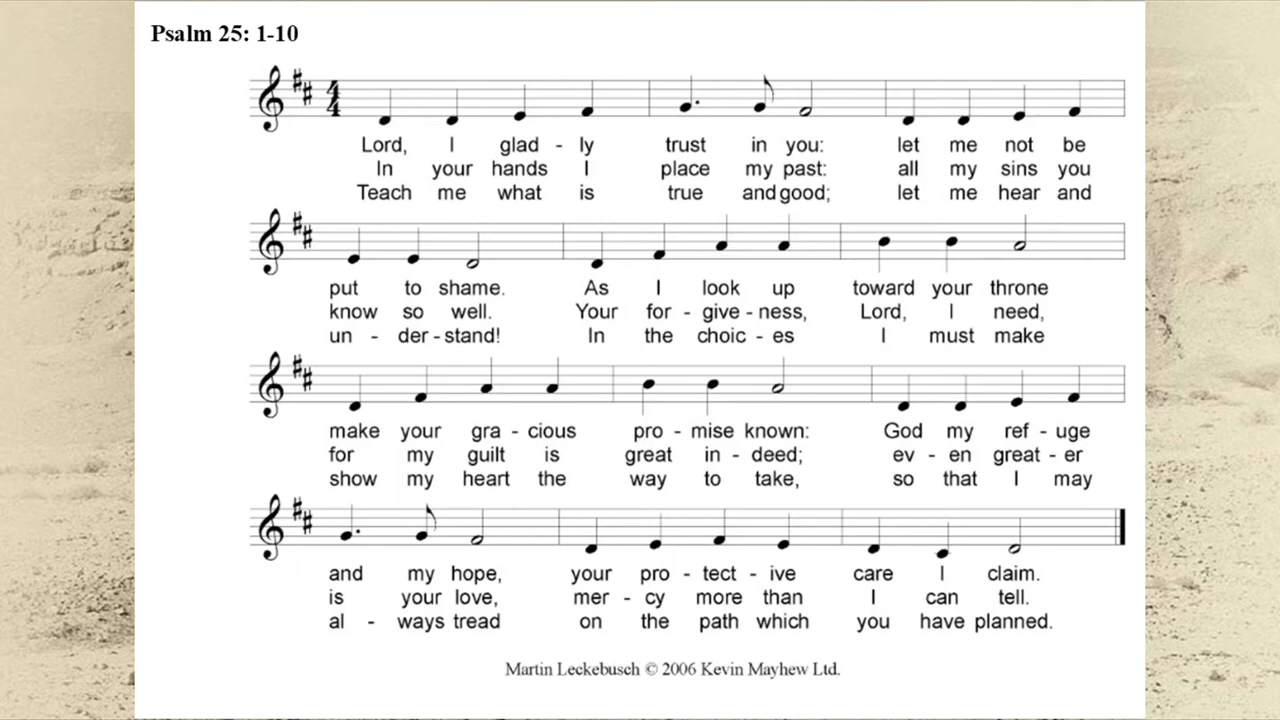 Psalm 25: 1-10
4
4
Lord, I glad - ly trust in you: let me not be
In your hands I place my past: all my sins you
Teach me what is true and good; let me hear and
put to shame. As I look up toward your throne
know so well. Your for - give - ness, Lord, I need,
un - der - stand! In the choic - es I must make
make your gra - cious pro - mise known: God my ref - uge
for my guilt is great in - deed; ev - en great - er
show my heart the way to take, so that I may
and my hope, your pro - tect - ive care I claim.
is your love, mer - cy more than I can tell.
al - ways tread on the path which you have planned.
Martin Leckebusch © 2006 Kevin Mayhew Ltd.